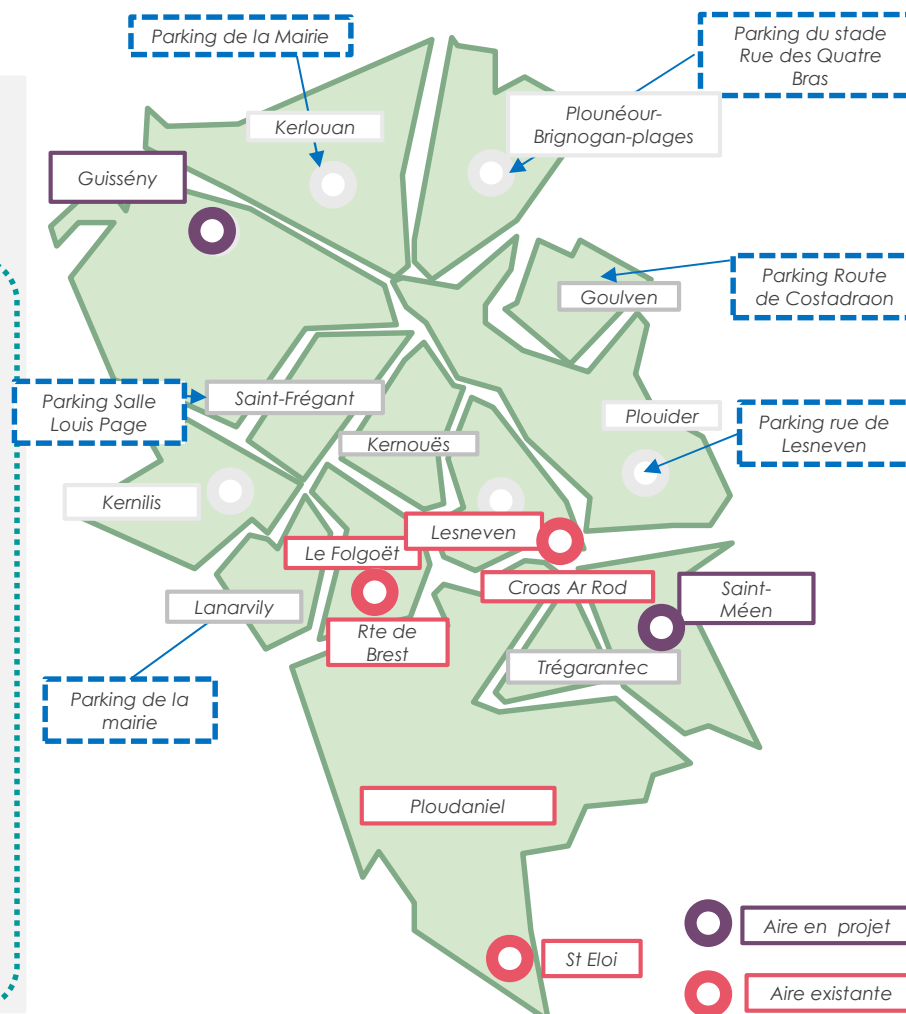 Parking de la Mairie
Parking du stade
Rue des Quatre
Bras
Kerlouan
Plounéour-
Brignogan-plages
Guissény
Goulven
Parking Route
de Costadraon
Parking Salle
Louis Page
Saint-Frégant
Plouider
Parking rue de
Lesneven
Kernouës
Kernilis
Lesneven
Le Folgoët
Croas Ar Rod
Saint-
Méen
Lanarvily
Rte de
Brest
Trégarantec
Parking de la
mairie
Ploudaniel
Aire en projet
St Eloi
Aire existante